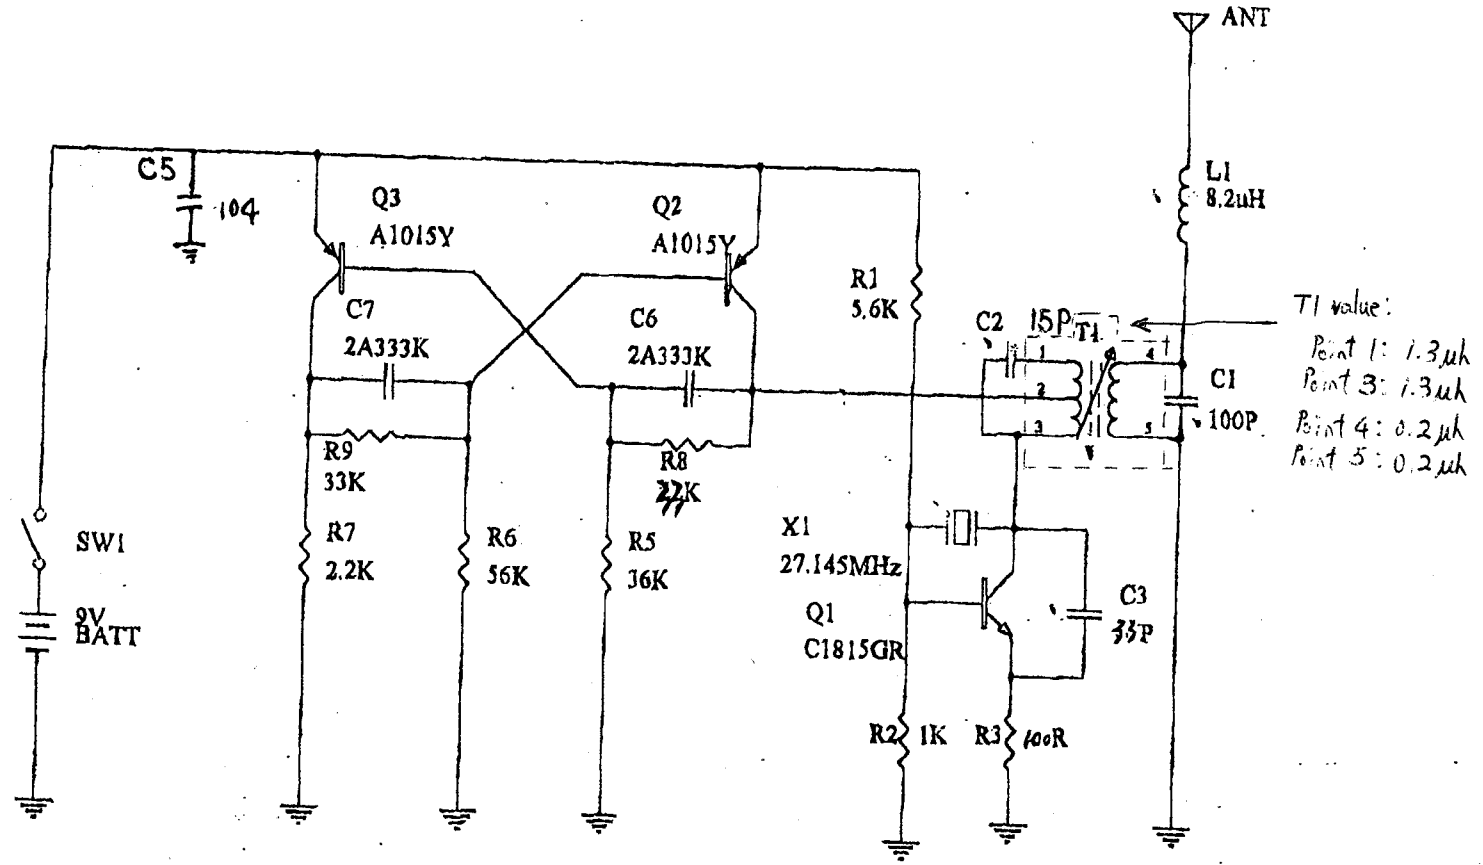 ANT
C5
104
L1
8.2uH
Q3
A1015Y
Q2
A1015Y
R1
5.6K
C7
2A333K
C6
2A333K
C2
15P
T1
1
2
3
4
5
T1 value:
Point 1: 1.3μh
Point 3: 1.3μh
Point 4: 0.2μh
Point 5: 0.2μh
C1
100P
R9
33K
R8
R7
2.2K
R6
56K
R5
36K
SW1
9V
BATT
X1
27.145MHz
Q1
C1815GR
C3
33P
R2
1K
R3
100R